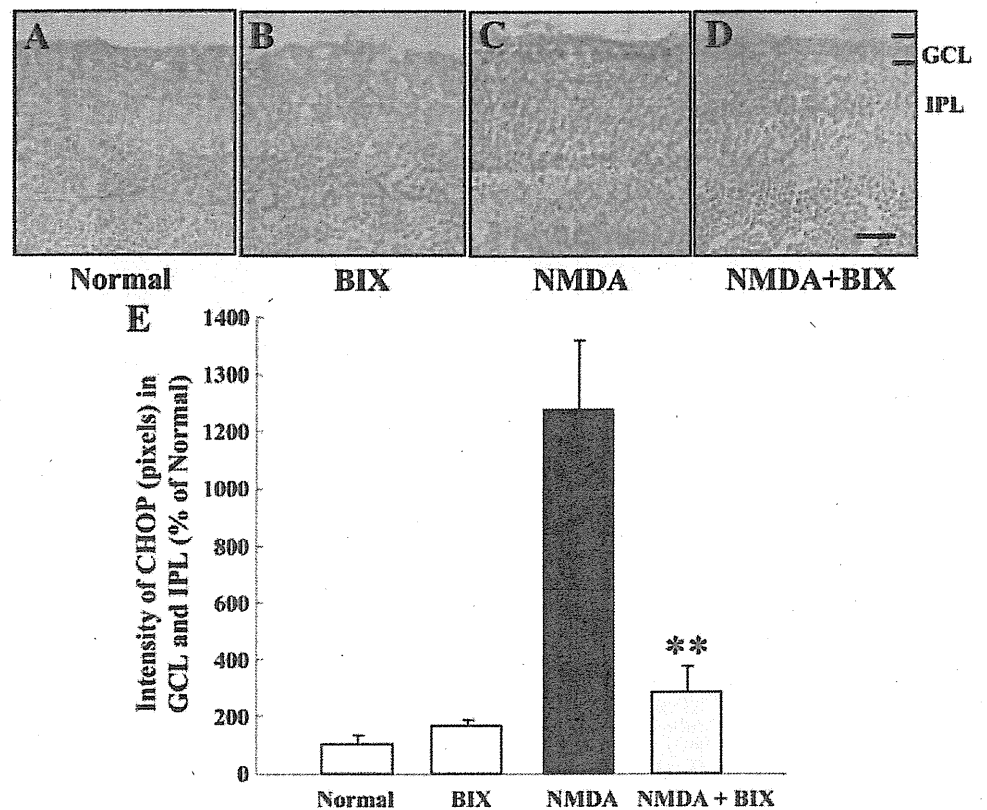 A B C D
GCL
IPL
Normal BIX NMDA NMDA+BIX
E
Intensity of CHOP (pixels) in
GCL and IPL (% of Normal)
1400
1300
1200
1000
800
600
400
200
0
**
Normal BIX NMDA NMDA + BIX